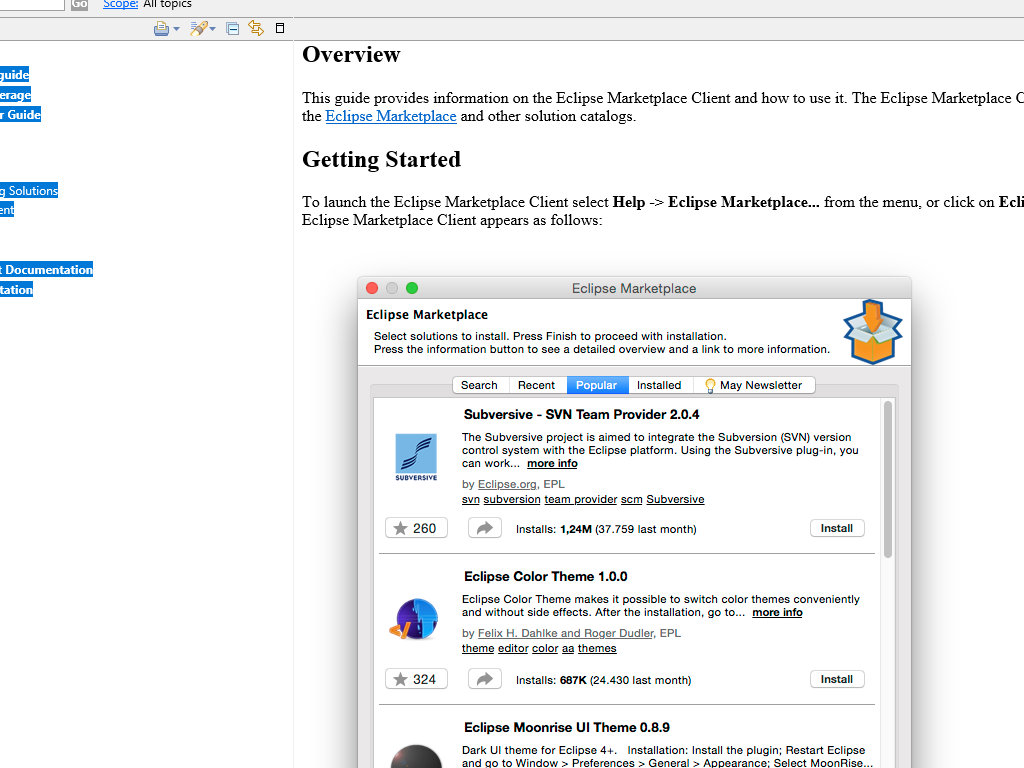 Go Scope: All topics
guide
erage
r Guide
g Solutions
ent
t Documentation
tation
Overview
This guide provides information on the Eclipse Marketplace Client and how to use it. The Eclipse Marketplace C
the Eclipse Marketplace and other solution catalogs.
Getting Started
To launch the Eclipse Marketplace Client select Help -> Eclipse Marketplace... from the menu, or click on Ecli
Eclipse Marketplace Client appears as follows:
Eclipse Marketplace
Eclipse Marketplace
Select solutions to install. Press Finish to proceed with installation.
Press the information button to see a detailed overview and a link to more information.
Search Recent Popular Installed May Newsletter
Subversive - SVN Team Provider 2.0.4
The Subversive project is aimed to integrate the Subversion (SVN) version
control system with the Eclipse platform. Using the Subversive plug-in, you
can work... more info
SUBVERSIVE
by Eclipse.org, EPL
svn subversion team provider scm Subversive
260 Installs: 1,24M (37.759 last month) Install
Eclipse Color Theme 1.0.0
Eclipse Color Theme makes it possible to switch color themes conveniently
and without side effects. After the installation, go to... more info
by Felix H. Dahlke and Roger Dudler, EPL
theme editor color aa themes
324 Installs: 687K (24.430 last month) Install
Eclipse Moonrise UI Theme 0.8.9
Dark UI theme for Eclipse 4+. Installation: Install the plugin; Restart Eclipse
and go to Window > Preferences > General > Appearance; Select MoonRise...